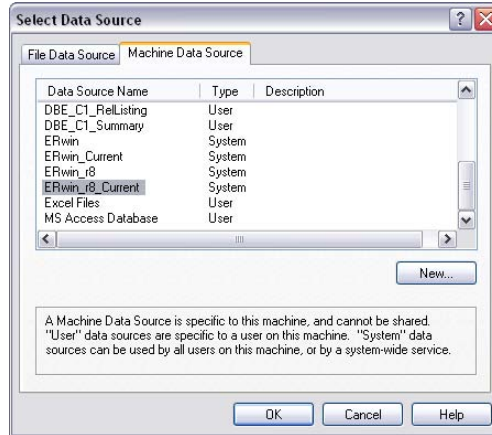 Select Data Source
File Data Source Machine Data Source
Data Source Name Type Description
DBE_C1_RelListing User
DBE_C1_Summary User
ERwin System
ERwin_Current System
ERwin_r8 System
ERwin_r8_Current System
Excel Files User
MS Access Database User
New...
A Machine Data Source is specific to this machine, and cannot be shared.
"User" data sources are specific to a user on this machine. "System" data
sources can be used by all users on this machine, or by a system-wide service.
OK Cancel Help